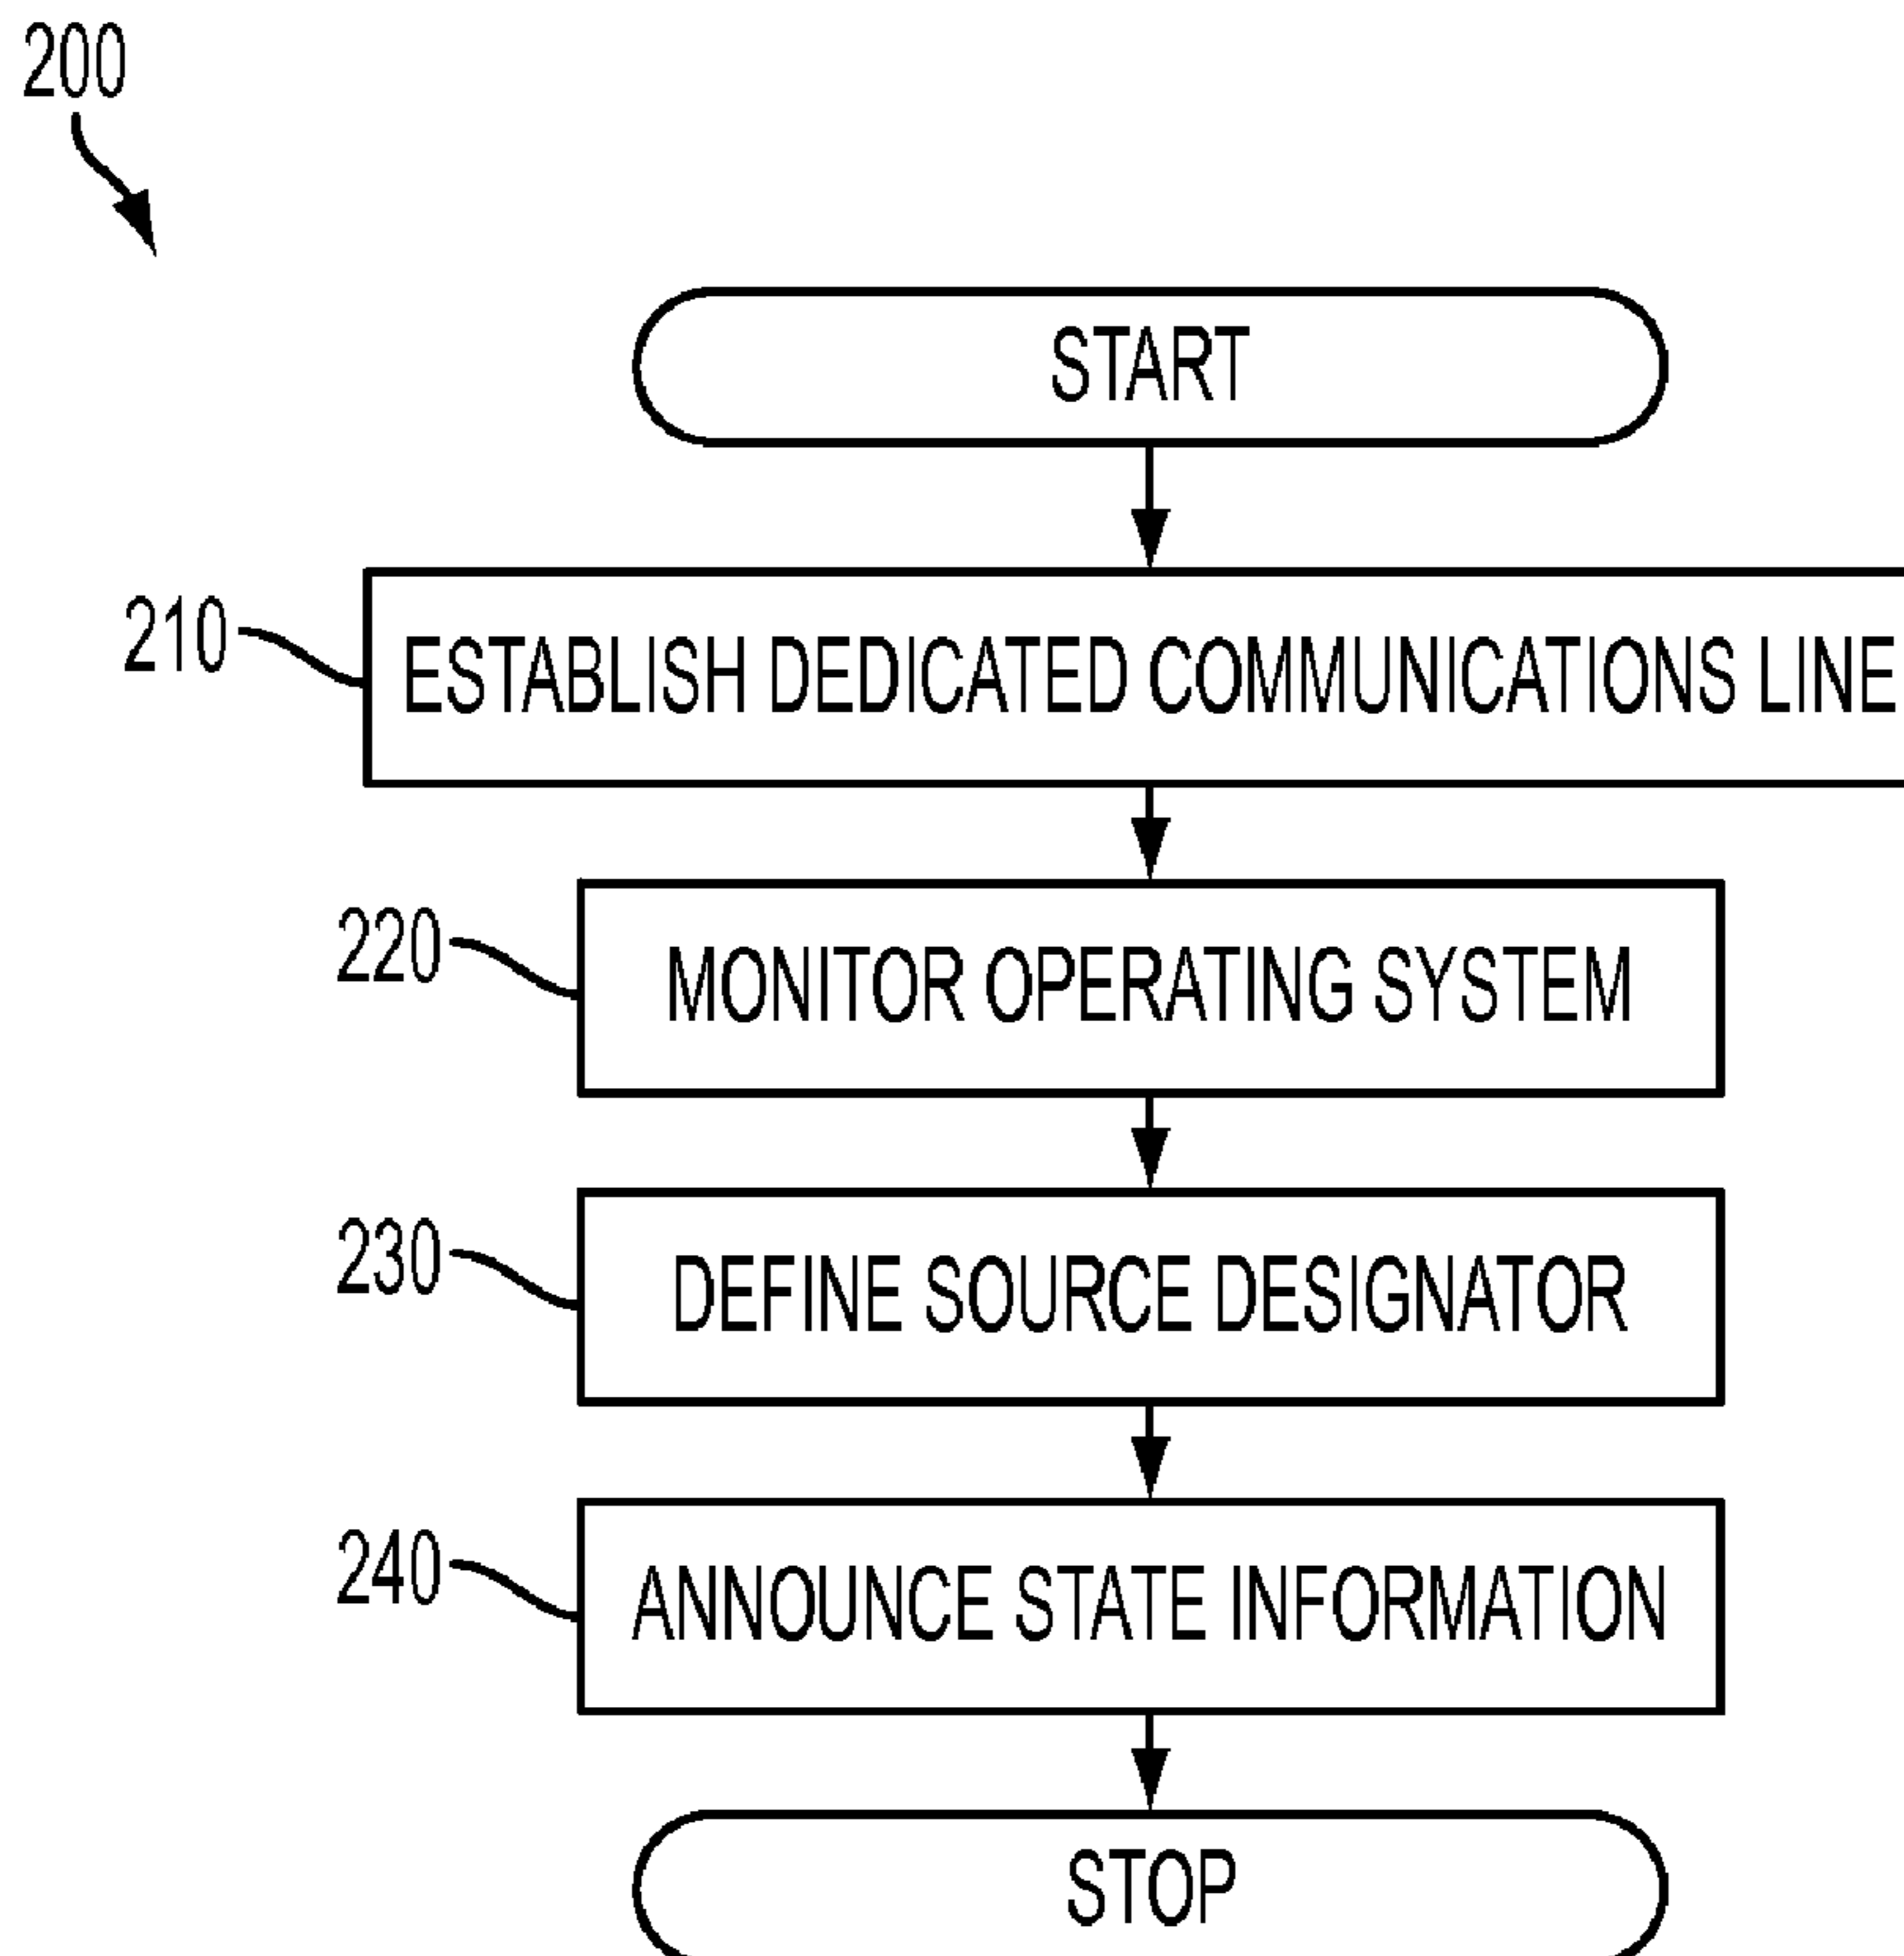 200
START
210
ESTABLISH DEDICATED COMMUNICATIONS LINE
220
MONITOR OPERATING SYSTEM
230
DEFINE SOURCE DESIGNATOR
240
ANNOUNCE STATE INFORMATION
STOP